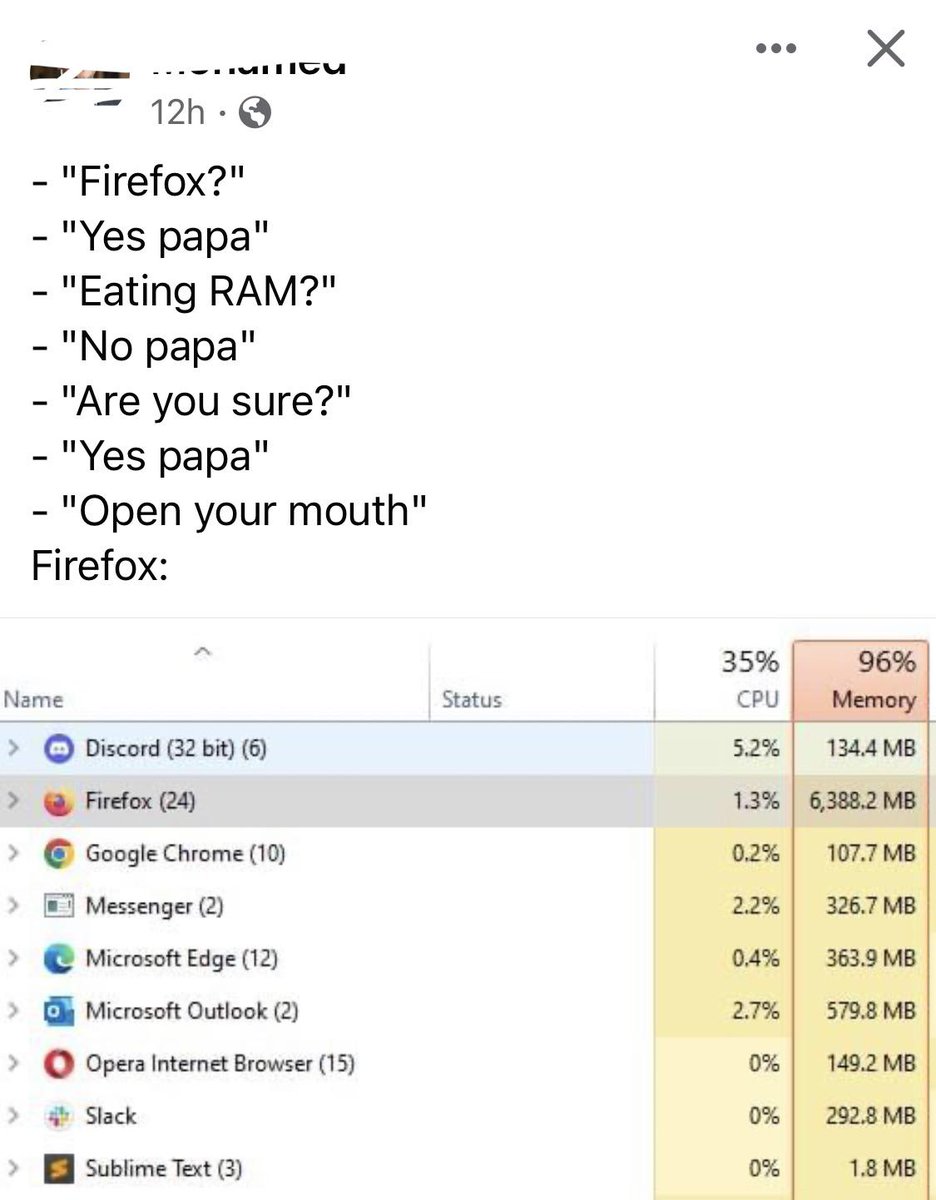 12h ·
- "Firefox?"
- "Yes papa"
- "Eating RAM?"
- "No papa"
- "Are you sure?"
- "Yes papa"
- "Open your mouth"
Firefox:
35% 96%
Name Status CPU Memory
Discord (32 bit) (6) 5.2% 134.4 MB
Firefox (24) 1.3% 6,388.2 MB
Google Chrome (10) 0.2% 107.7 MB
Messenger (2) 2.2% 326.7 MB
Microsoft Edge (12) 0.4% 363.9 MB
Microsoft Outlook (2) 2.7% 579.8 MB
Opera Internet Browser (15) 0% 149.2 MB
Slack 0% 292.8 MB
Sublime Text (3) 0% 1.8 MB